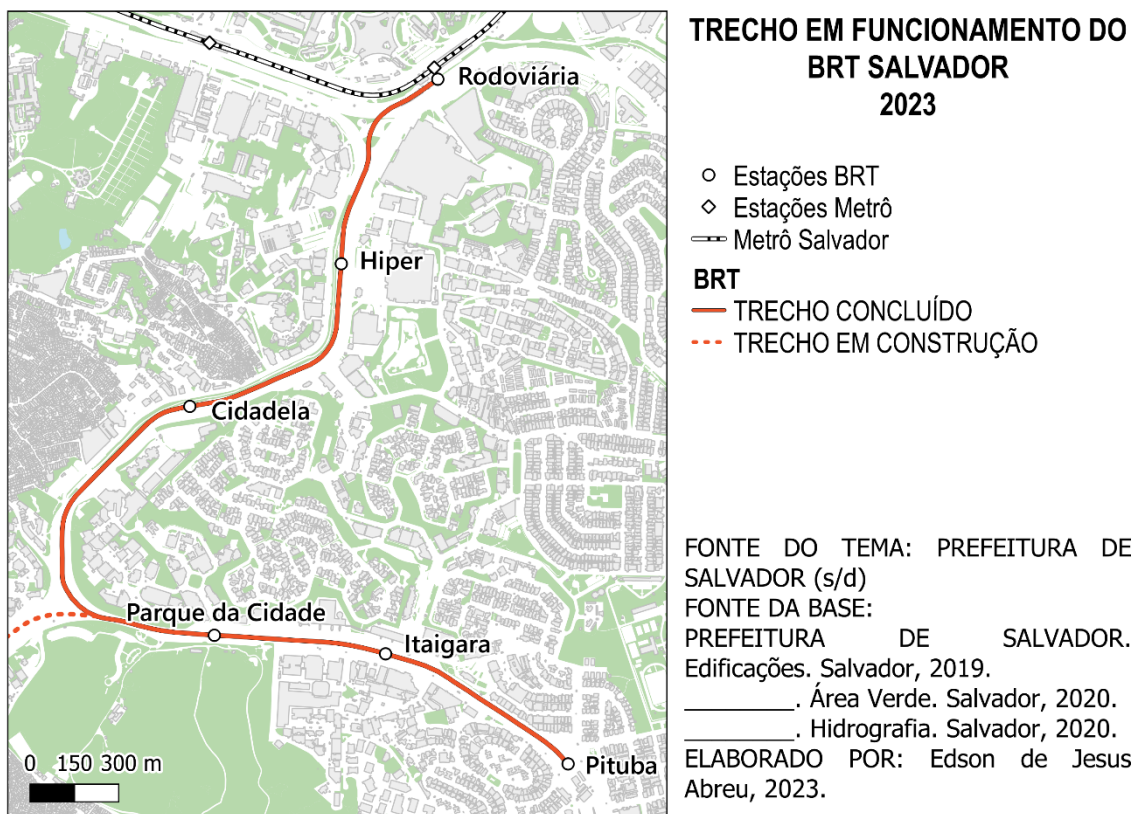 Rodoviária
Hiper
Cidadela
Parque da Cidade
Itaigara
Pituba
0 150 300 m
TRECHO EM FUNCIONAMENTO DO
BRT SALVADOR
2023
Estações BRT
Estações Metrô
Metrô Salvador
BRT
TRECHO CONCLUÍDO
TRECHO EM CONSTRUÇÃO
FONTE DO TEMA: PREFEITURA DE
SALVADOR (s/d)
FONTE DA BASE:
PREFEITURA DE SALVADOR.
Edificações. Salvador, 2019.
_________. Área Verde. Salvador, 2020.
_________. Hidrografia. Salvador, 2020.
ELABORADO POR: Edson de Jesus
Abreu, 2023.